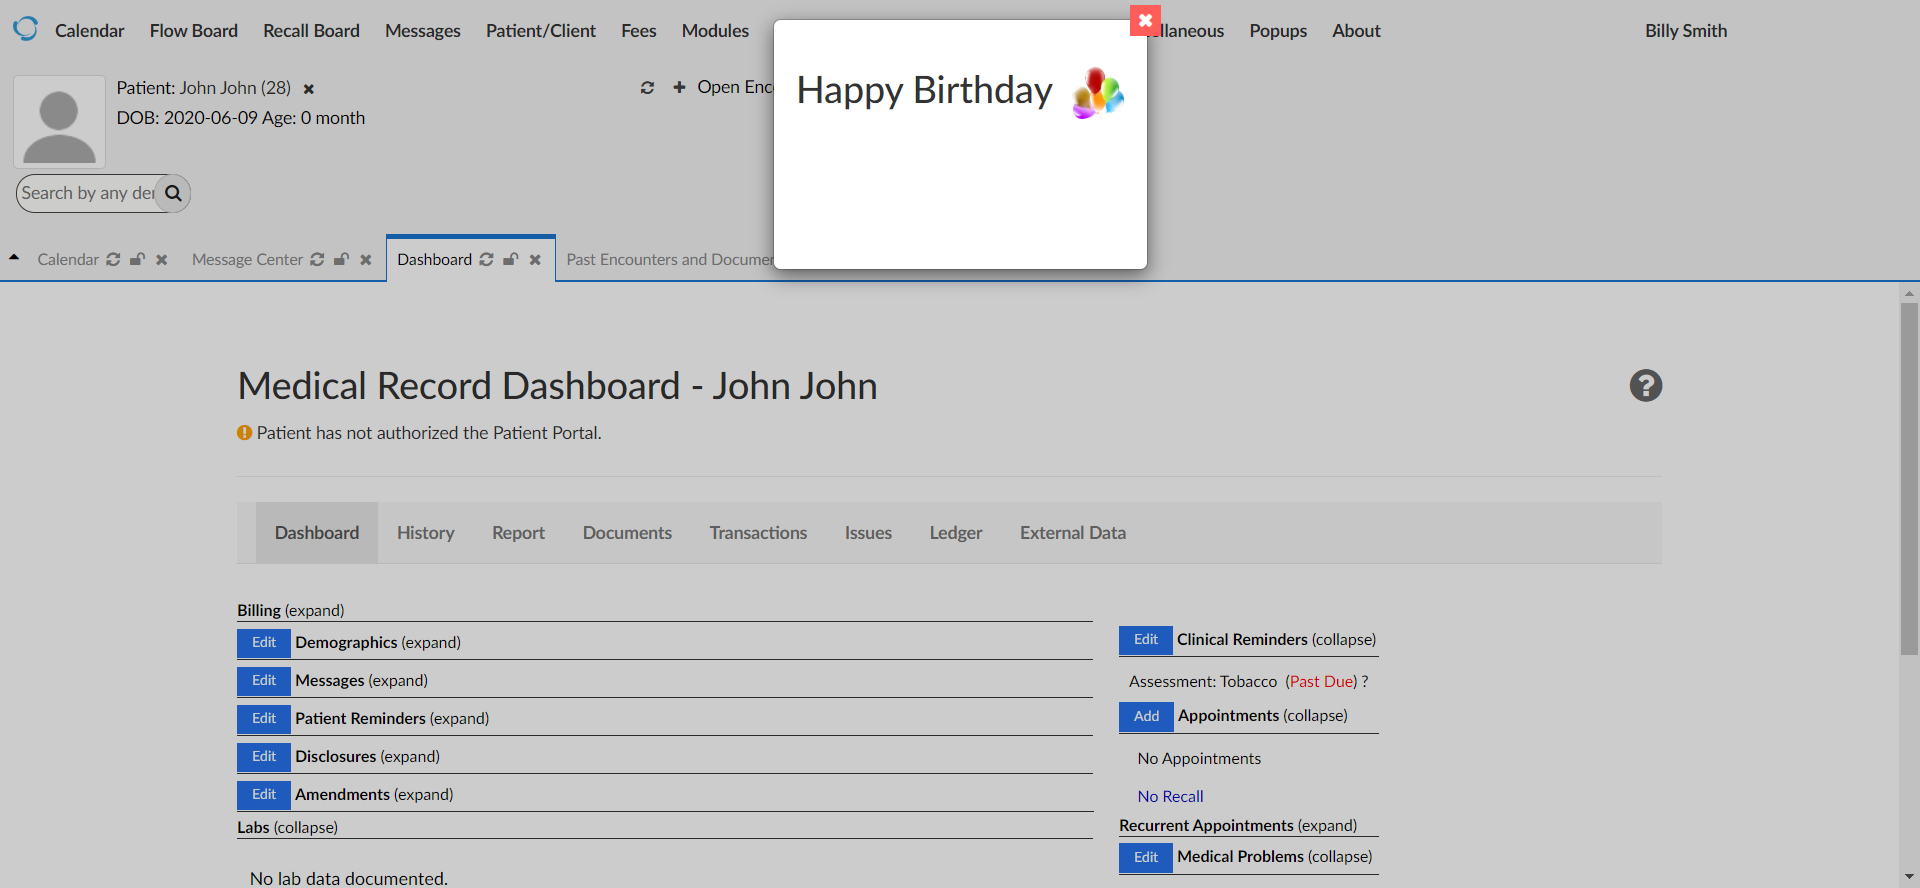 Calendar Flow Board Recall Board Messages Patient/Client Fees Modules llaneous Popups About Billy Smith
Happy Birthday
Patient: John John (28)
DOB: 2020-06-09 Age: 0 month
Open Enc
Search by any der
Calendar Message Center Dashboard Past Encounters and Documen
Medical Record Dashboard - John John
Patient has not authorized the Patient Portal.
Dashboard History Report Documents Transactions Issues Ledger External Data
Billing (expand)
Edit Demographics (expand)
Edit Messages (expand)
Edit Patient Reminders (expand)
Edit Disclosures (expand)
Edit Amendments (expand)
Labs (collapse)
No lab data documented.
Edit Clinical Reminders (collapse)
Assessment: Tobacco (Past Due) ?
Add Appointments (collapse)
No Appointments
No Recall
Recurrent Appointments (expand)
Edit Medical Problems (collapse)